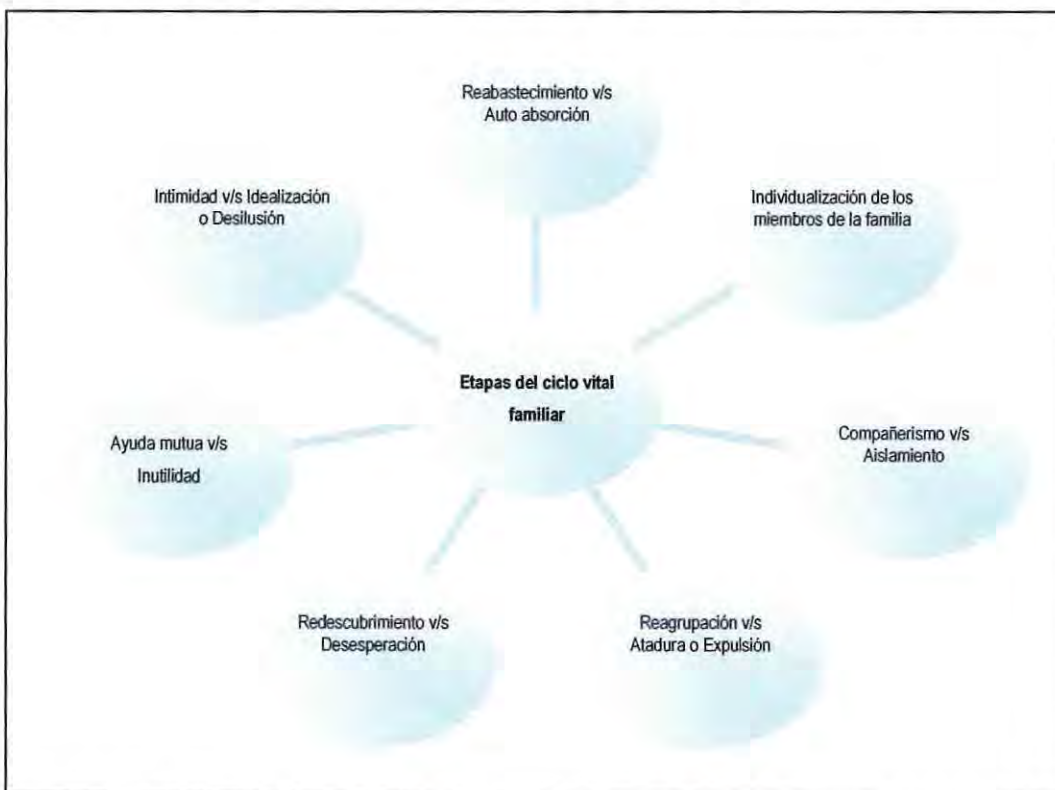 Reabastecimiento v/s
Auto absorción
Intimidad v/s Idealización
o Desilusión
Individualización de los
miembros de la familia
Etapas del ciclo vital
familiar
Ayuda mutua v/s
Inutilidad
Compañerismo v/s
Aislamiento
Redescubrimiento v/s
Desesperación
Reagrupación v/s
Atadura o Expulsión